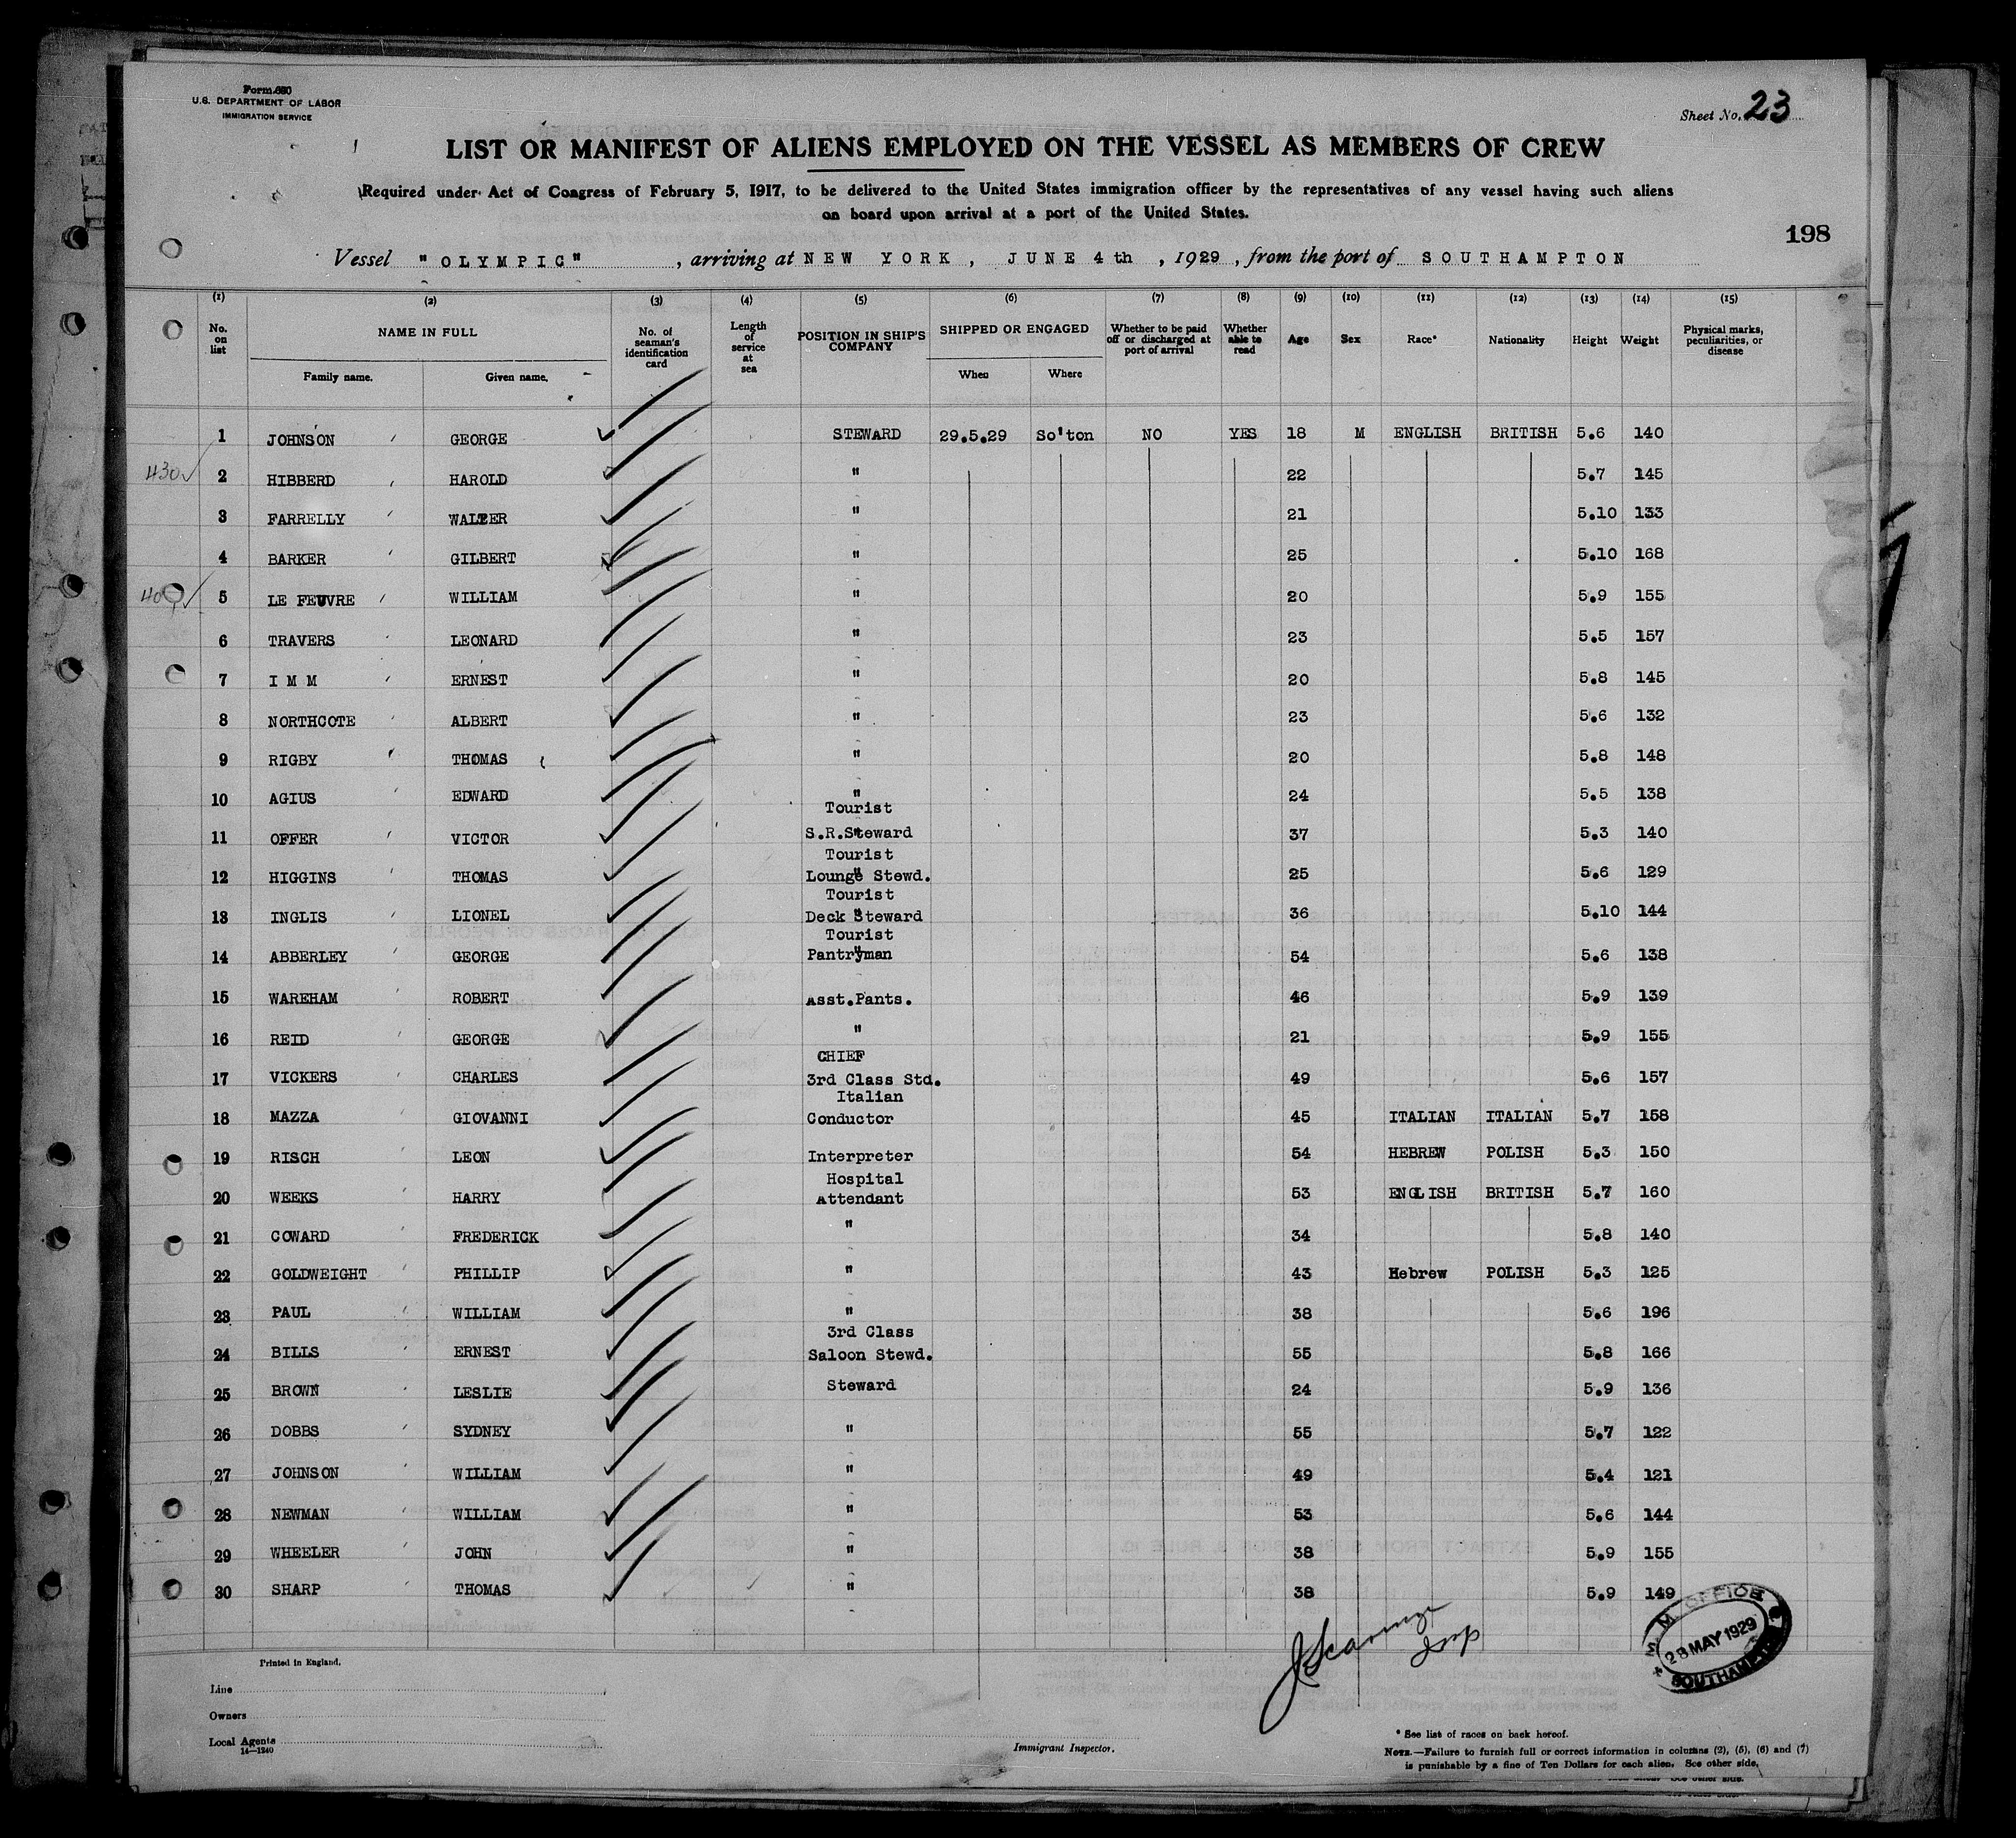 Form 680
U.S. DEPARTMENT OF LABOR
IMMIGRATION SERVICE
Sheet No. 23
LIST OR MANIFEST OF ALIENS EMPLOYED ON THE VESSEL AS MEMBERS OF CREW
Required under Act of Congress of February 5, 1917, to be delivered to the United States immigration officer by the representatives of any vessel having such aliens
on board upon arrival at a port of the United States.
198
Vessel "OLYMPIC", arriving at NEW YORK, JUNE 4th, 1929, from the port of SOUTHAMPTON
(1) (2) (3) (4) (5) (6) (7) (8) (9) (10) (11) (12) (13) (14) (15)
No. on list NAME IN FULL No. of seaman's identification card Length of service at sea POSITION IN SHIP'S COMPANY SHIPPED OR ENGAGED Whether to be paid off or discharged at port of arrival Whether able to read Age Sex Race* Nationality Height Weight Physical marks, peculiarities, or disease
Family name. Given name. When Where
1 JOHNSON GEORGE STEWARD 29.5.29 So'ton NO YES 18 M ENGLISH BRITISH 5.6 140
430 2 HIBBERD HAROLD " 22 5.7 145
3 FARRELLY WALTER " 21 5.10 133
4 BARKER GILBERT " 25 5.10 168
5 LE FEUVRE WILLIAM " 20 5.9 155
6 TRAVERS LEONARD " 23 5.5 157
7 I M M ERNEST " 20 5.8 145
8 NORTHCOTE ALBERT " 23 5.6 132
9 RIGBY THOMAS " 20 5.8 148
10 AGIUS EDWARD " 24 5.5 138
Tourist
11 OFFER VICTOR S.R.Steward 37 5.3 140
Tourist
12 HIGGINS THOMAS Lounge Stewd. 25 5.6 129
Tourist
13 INGLIS LIONEL Deck Steward 36 5.10 144
Tourist
14 ABBERLEY GEORGE Pantryman 54 5.6 138
15 WAREHAM ROBERT Asst.Pants. 46 5.9 139
16 REID GEORGE " 21 5.9 155
CHIEF
17 VICKERS CHARLES 3rd Class Std. 49 5.6 157
Italian
18 MAZZA GIOVANNI Conductor 45 ITALIAN ITALIAN 5.7 158
19 RISCH LEON Interpreter 54 HEBREW POLISH 5.3 150
Hospital
20 WEEKS HARRY Attendant 53 ENGLISH BRITISH 5.7 160
21 COWARD FREDERICK " 34 5.8 140
22 GOLDWEIGHT PHILLIP " 43 Hebrew POLISH 5.3 125
23 PAUL WILLIAM " 38 5.6 196
3rd Class
24 BILLS ERNEST Saloon Stewd. 55 5.8 166
25 BROWN LESLIE Steward 24 5.9 136
26 DOBBS SYDNEY " 55 5.7 122
27 JOHNSON WILLIAM " 49 5.4 121
28 NEWMAN WILLIAM " 53 5.6 144
29 WHEELER JOHN " 38 5.9 155
30 SHARP THOMAS " 38 5.9 149
M. M. OFFICE
28 MAY 1929
SOUTHAMPTON
Printed in England.
Line
Owners
Local Agents
14—1240
Immigrant Inspector.
* See list of races on back hereof.
NOTE.—Failure to furnish full or correct information in columns (2), (5), (6) and (7)
is punishable by a fine of Ten Dollars for each alien. See other side.